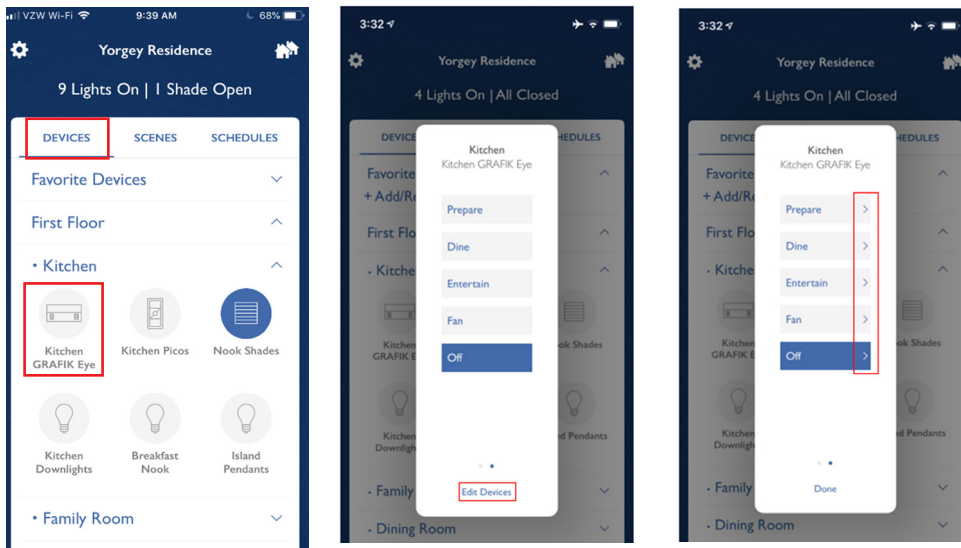 VZW Wi-Fi 9:39 AM 68%
Yorgey Residence
9 Lights On | 1 Shade Open
DEVICES SCENES SCHEDULES
Favorite Devices
First Floor
• Kitchen
Kitchen GRAFIK Eye
Kitchen Picos
Nook Shades
Kitchen Downlights
Breakfast Nook
Island Pendants
• Family Room
3:32
Yorgey Residence
4 Lights On | All Closed
DEVICE
HEDULES
Favorite
+ Add/Re
First Flo
• Kitche
Kitchen
GRAFIK E
ok Shades
Kitchen
Downligh
d Pendants
• Family
• Dining Room
Kitchen
Kitchen GRAFIK Eye
Prepare
Dine
Entertain
Fan
Off
Edit Devices
3:32
Yorgey Residence
4 Lights On | All Closed
DEVICE
HEDULES
Favorite
+ Add/Re
First Flo
• Kitche
Kitchen
GRAFIK E
ok Shades
Kitchen
Downligh
d Pendants
• Family
• Dining Room
Kitchen
Kitchen GRAFIK Eye
Prepare
Dine
Entertain
Fan
Off
Done